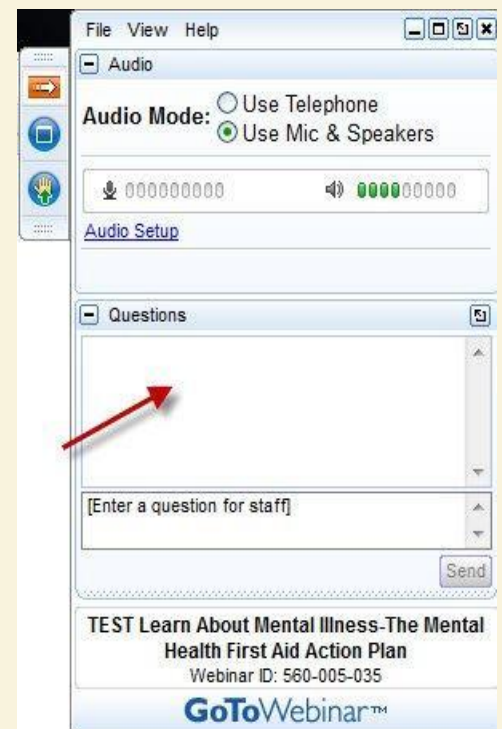 File View Help
Audio
Audio Mode: Use Telephone
Use Mic & Speakers
Audio Setup
Questions
[Enter a question for staff]
Send
TEST Learn About Mental Illness-The Mental
Health First Aid Action Plan
Webinar ID: 560-005-035
GoToWebinar™